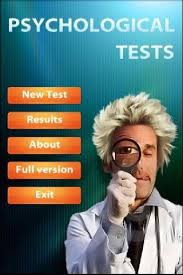 PSYCHOLOGICAL
TESTS
New Test
Results
About
Full version
Exit